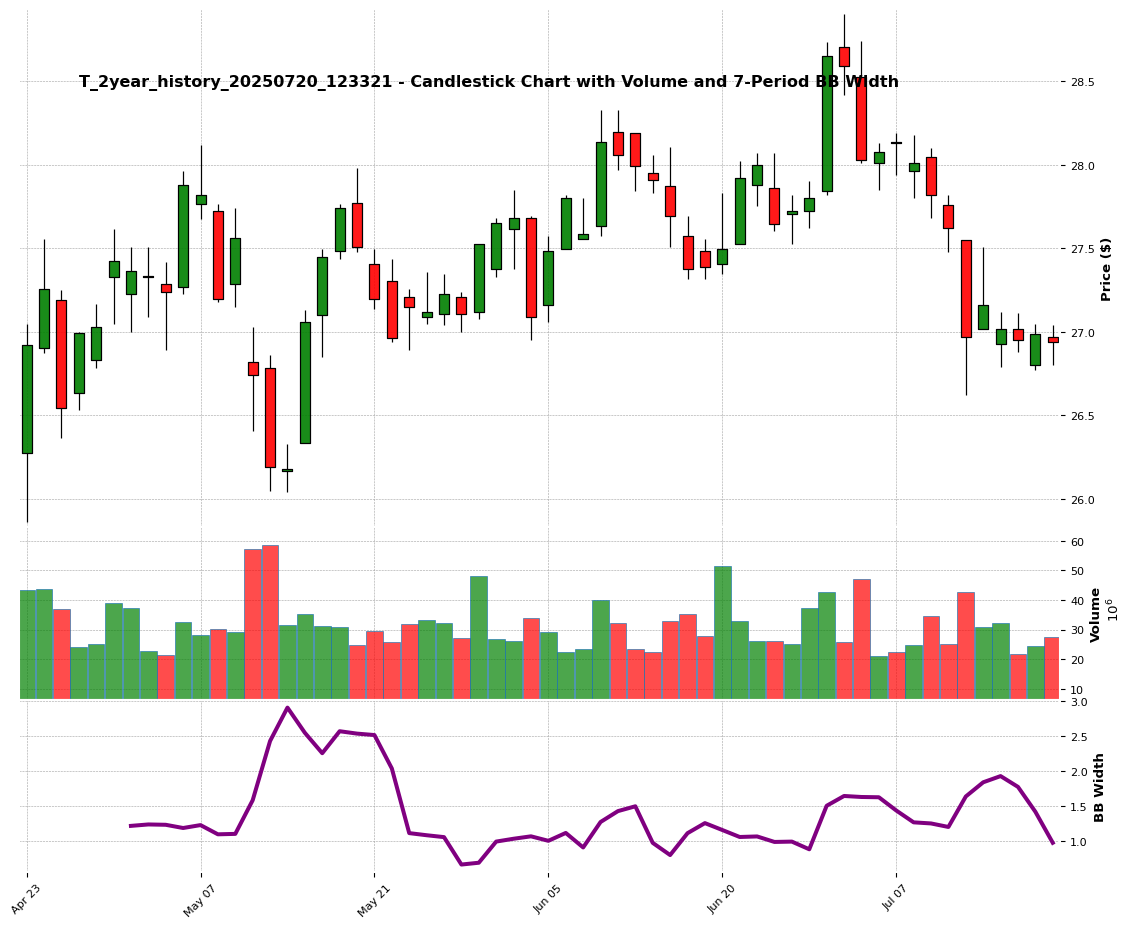 T_2year_history_20250720_123321 - Candlestick Chart with Volume and 7-Period BB Width
28.5
28.0
27.5
27.0
26.5
26.0
Price ($)
60
50
40
30
20
10
Volume
10^6
3.0
2.5
2.0
1.5
1.0
BB Width
Apr 23
May 07
May 21
Jun 05
Jun 20
Jul 07